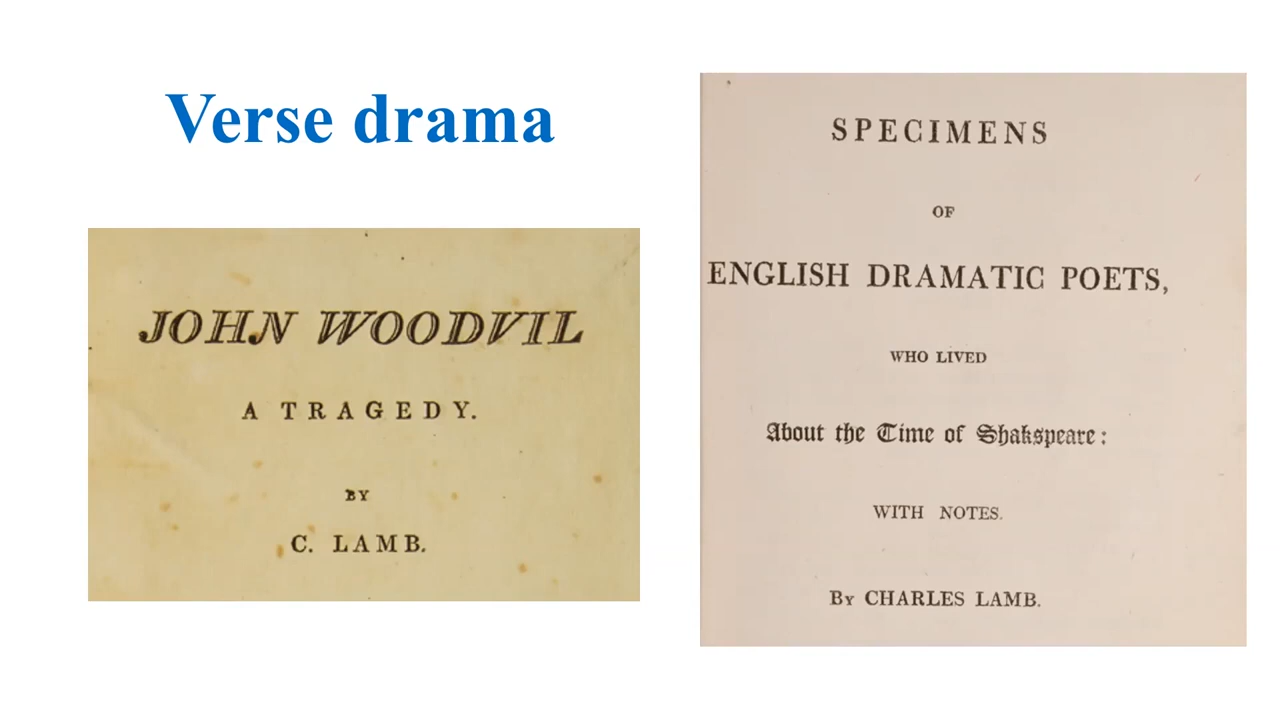 Verse drama
JOHN WOODVIL
A TRAGEDY.
BY
C. LAMB.
SPECIMENS
OF
ENGLISH DRAMATIC POETS,
WHO LIVED
About the Time of Shakspeare:
WITH NOTES.
By CHARLES LAMB.